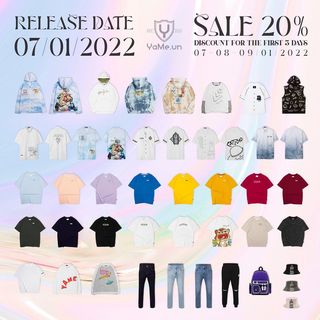 RELEASE DATE
07/01/2022
YaMe.vn
SALE 20%
DISCOUNT FOR THE FIRST 3 DAYS
07-08-09/01/2022
YAME